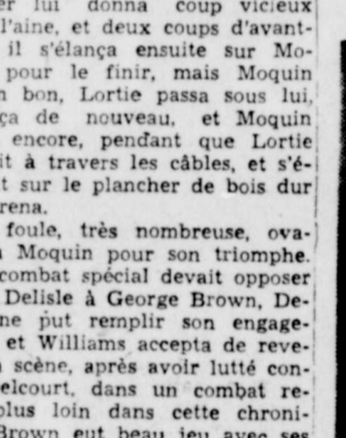 er lui donna coup vicieux
l'aine, et deux coups d'avant-
il s'élança ensuite sur Mo-
pour le finir, mais Moquin
n bon, Lortie passa sous lui,
ça de nouveau, et Moquin
encore, pendant que Lortie
it à travers les câbles, et s'é-
t sur le plancher de bois dur
rena.
foule, très nombreuse, ova-
Moquin pour son triomphe.
combat spécial devait opposer
Delisle à George Brown, De-
ne put remplir son engage-
et Williams accepta de reve-
scène, après avoir lutté con-
elcourt, dans un combat re-
plus loin dans cette chroni-
Brown eut beau jeu avec ses